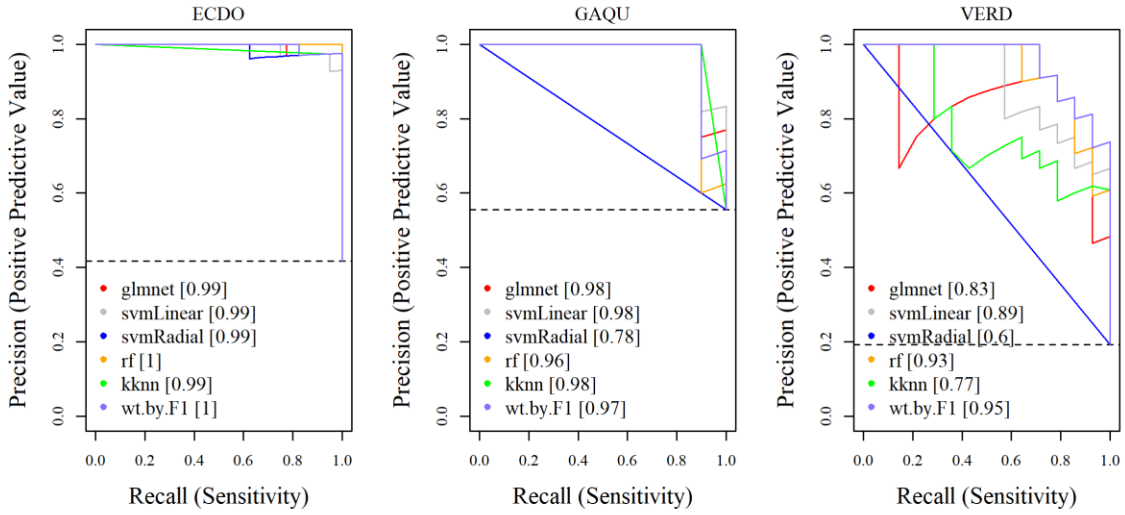 ECDO
Precision (Positive Predictive Value)
1.0
0.8
0.6
0.4
0.2
0.0
glmnet [0.99]
svmLinear [0.99]
svmRadial [0.99]
rf [1]
kknn [0.99]
wt.by.F1 [1]
0.0 0.2 0.4 0.6 0.8 1.0
Recall (Sensitivity)
GAQU
Precision (Positive Predictive Value)
1.0
0.8
0.6
0.4
0.2
0.0
glmnet [0.98]
svmLinear [0.98]
svmRadial [0.78]
rf [0.96]
kknn [0.98]
wt.by.F1 [0.97]
0.0 0.2 0.4 0.6 0.8 1.0
Recall (Sensitivity)
VERD
Precision (Positive Predictive Value)
1.0
0.8
0.6
0.4
0.2
0.0
glmnet [0.83]
svmLinear [0.89]
svmRadial [0.6]
rf [0.93]
kknn [0.77]
wt.by.F1 [0.95]
0.0 0.2 0.4 0.6 0.8 1.0
Recall (Sensitivity)